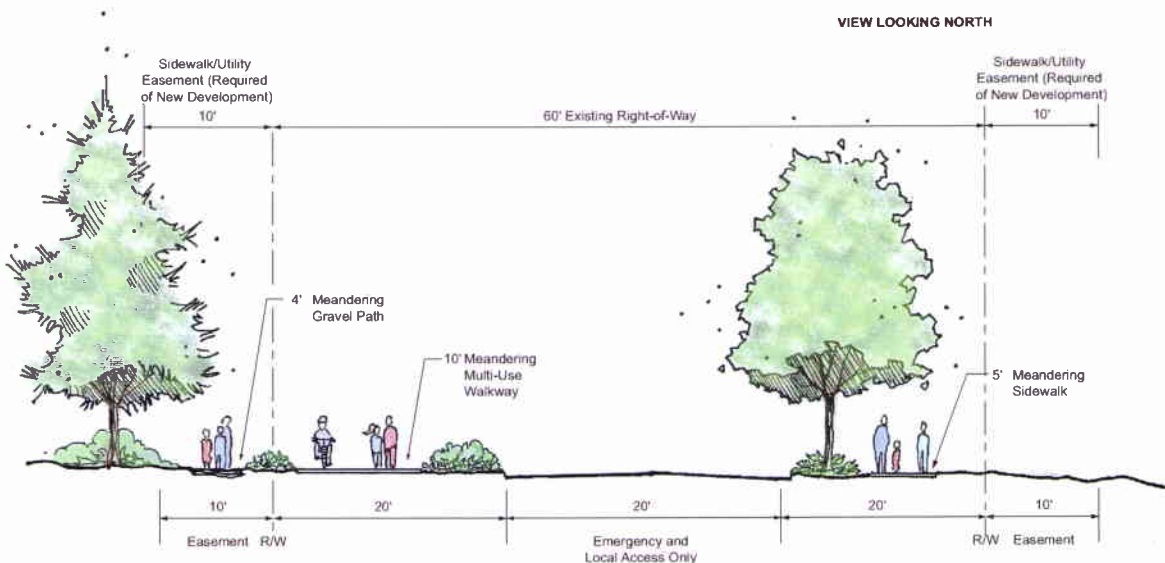 VIEW LOOKING NORTH
Sidewalk/Utility
Easement (Required
of New Development)
10'
60' Existing Right-of-Way
Sidewalk/Utility
Easement (Required
of New Development)
10'
4' Meandering
Gravel Path
10' Meandering
Multi-Use
Walkway
5' Meandering
Sidewalk
10'
20'
20'
20'
10'
Easement R/W
Emergency and
Local Access Only
R/W Easement